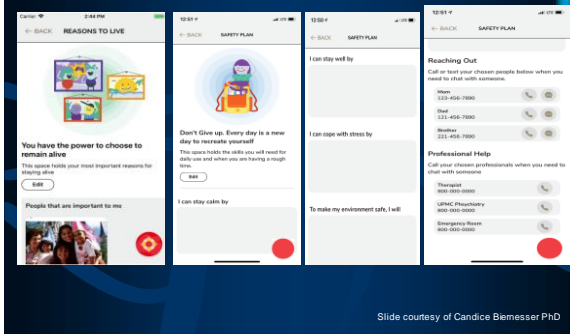 Carrier 2:44 PM
← BACK REASONS TO LIVE
You have the power to choose to
remain alive
This space holds your most important reasons for
staying alive
Edit
People that are important to me
12:51
← BACK SAFETY PLAN
Don't Give up. Every day is a new
day to recreate yourself
This space holds the skills you will need for
daily use and when you are having a rough
time.
Edit
I can stay calm by
12:50
← BACK SAFETY PLAN
I can stay well by
I can cope with stress by
To make my environment safe, I will
12:51
← BACK SAFETY PLAN
Reaching Out
Call or text your chosen people below when you
need to chat with someone.
Mom
123-456-7890
Dad
121-456-7890
Brother
221-456-7890
Professional Help
Call your chosen professionals when you need to
chat with someone
Therapist
800-000-0000
UPMC Phsychiatry
800-000-0000
Emergency Room
800-000-0000
Slide courtesy of Candice Biernesser PhD